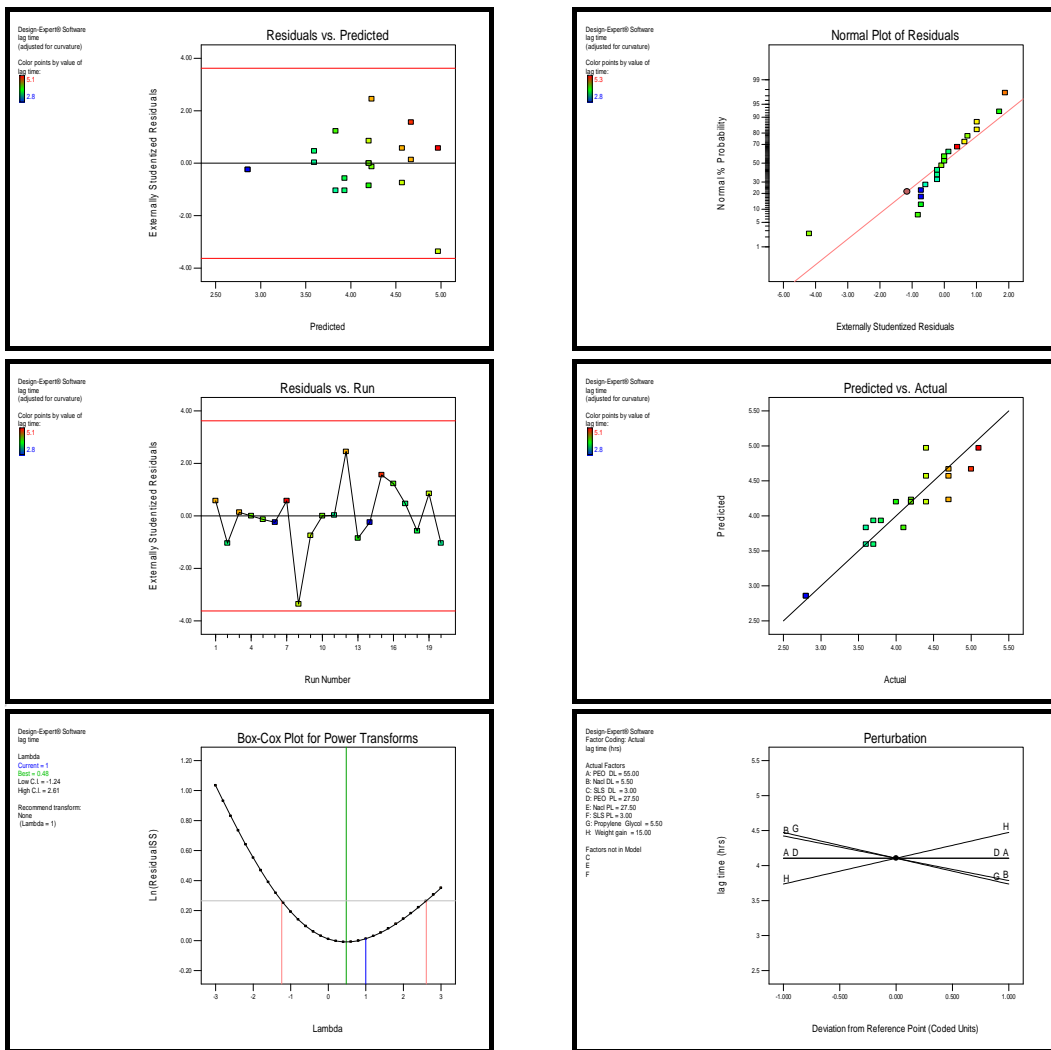 Design-Expert® Software
lag time
(adjusted for curvature)
Color points by value of
lag time:
5.1
2.8
Residuals vs. Predicted
Externally Studentized Residuals
4.00
2.00
0.00
-2.00
-4.00
2.50 3.00 3.50 4.00 4.50 5.00
Predicted
Design-Expert® Software
lag time
(adjusted for curvature)
Color points by value of
lag time:
5.3
2.8
Normal Plot of Residuals
Normal % Probability
99
95
90
80
70
50
30
20
10
5
1
-6.00 -4.00 -3.00 -2.00 -1.00 0.00 1.00 2.00
Externally Studentized Residuals
Design-Expert® Software
lag time
(adjusted for curvature)
Color points by value of
lag time:
5.1
2.8
Residuals vs. Run
Externally Studentized Residuals
4.00
2.00
0.00
-2.00
-4.00
1 4 7 10 13 16 19
Run Number
Design-Expert® Software
lag time
(adjusted for curvature)
Color points by value of
lag time:
5.1
2.8
Predicted vs. Actual
Predicted
5.50
5.00
4.50
4.00
3.50
3.00
2.50
2.50 3.00 3.50 4.00 4.50 5.00 5.50
Actual
Design-Expert® Software
lag time
Lambda
Current = 1
Best = 0.48
Low C.I. = -1.24
High C.I. = 2.61
Recommend transform:
None
(Lambda = 1)
Box-Cox Plot for Power Transforms
Ln(ResidualSS)
1.20
1.00
0.80
0.60
0.40
0.20
0.00
-0.20
-3 -2 -1 0 1 2 3
Lambda
Design-Expert® Software
Factor Coding: Actual
lag time (hrs)
Actual Factors
A: PEO DL = 55.00
B: Nacl DL = 5.50
C: SLS DL = 3.00
D: PEO PL = 27.50
E: Nacl PL = 27.50
F: SLS PL = 3.00
G: Propylene Glycol = 5.50
H: Weight gain = 15.00
Factors not in Model
C
E
F
Perturbation
lag time (hrs)
5.5
5
4.5
4
3.5
3
2.5
B G
A D
H
H
D A
G B
-1.000 -0.500 0.000 0.500 1.000
Deviation from Reference Point (Coded Units)